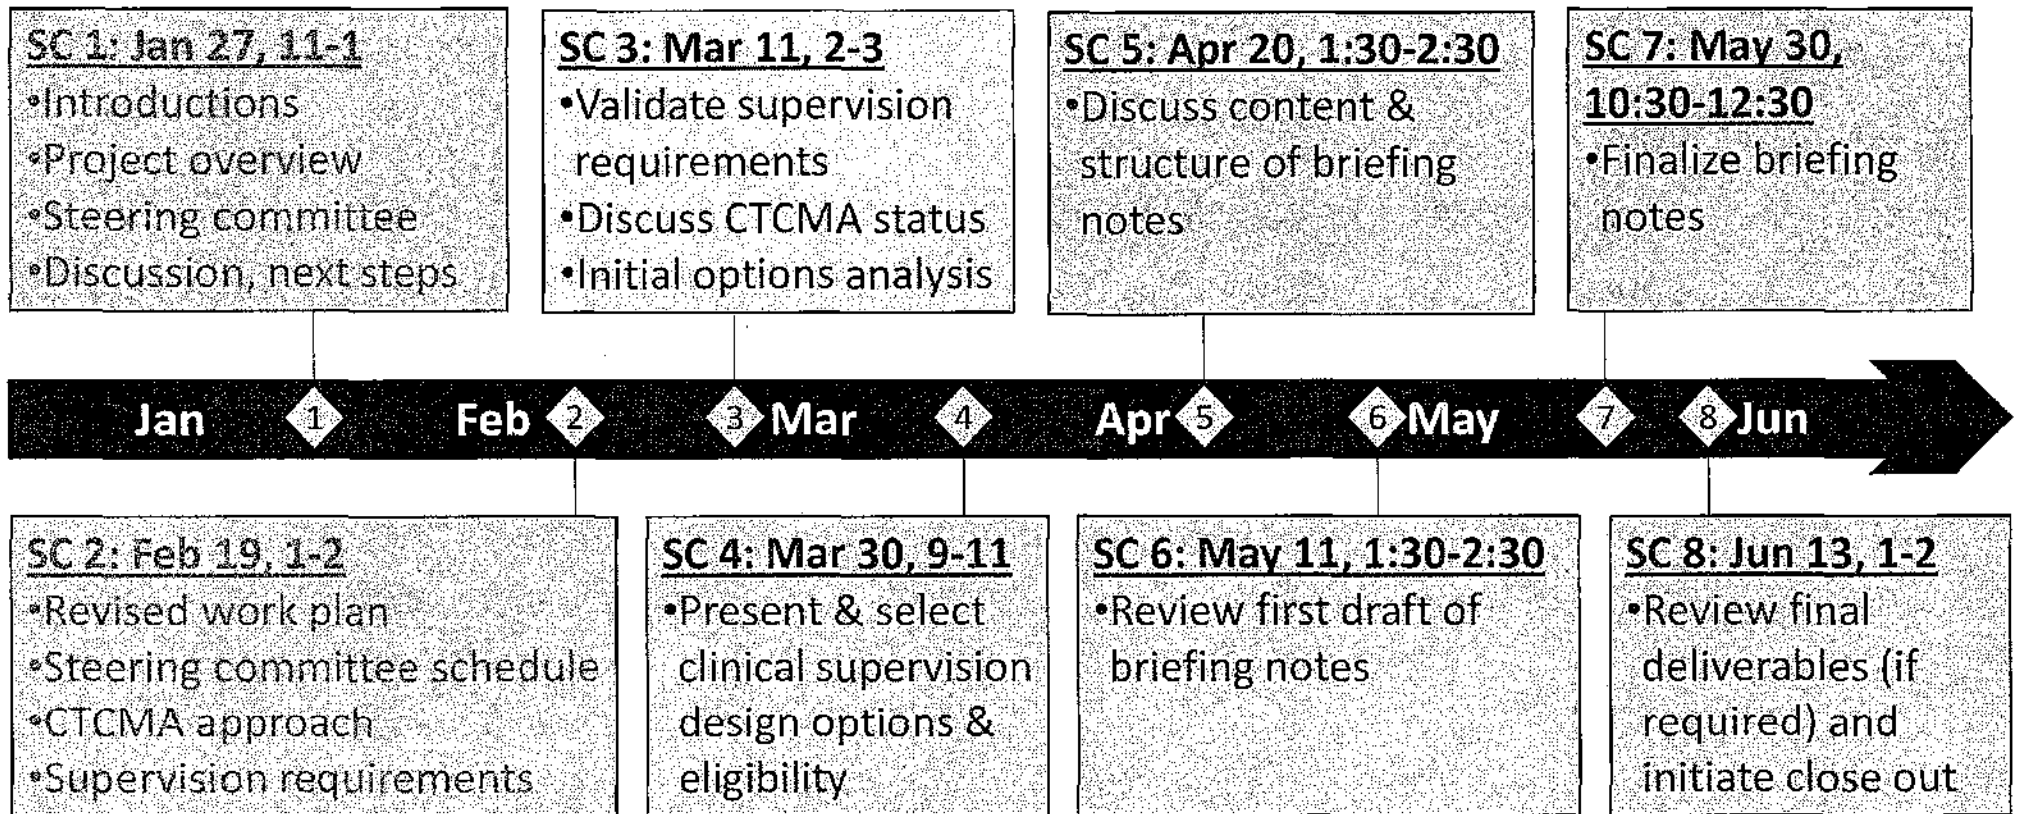 SC 1: Jan 27, 11-1
•Introductions
•Project overview
•Steering committee
•Discussion, next steps
SC 3: Mar 11, 2-3
•Validate supervision
requirements
•Discuss CTCMA status
•Initial options analysis
SC 5: Apr 20, 1:30-2:30
•Discuss content &
structure of briefing
notes
SC 7: May 30,
10:30-12:30
•Finalize briefing
notes
Jan 1 Feb 2 3 Mar 4 Apr 5 6 May 7 8 Jun
SC 2: Feb 19, 1-2
•Revised work plan
•Steering committee schedule
•CTCMA approach
•Supervision requirements
SC 4: Mar 30, 9-11
•Present & select
clinical supervision
design options &
eligibility
SC 6: May 11, 1:30-2:30
•Review first draft of
briefing notes
SC 8: Jun 13, 1-2
•Review final
deliverables (if
required) and
initiate close out